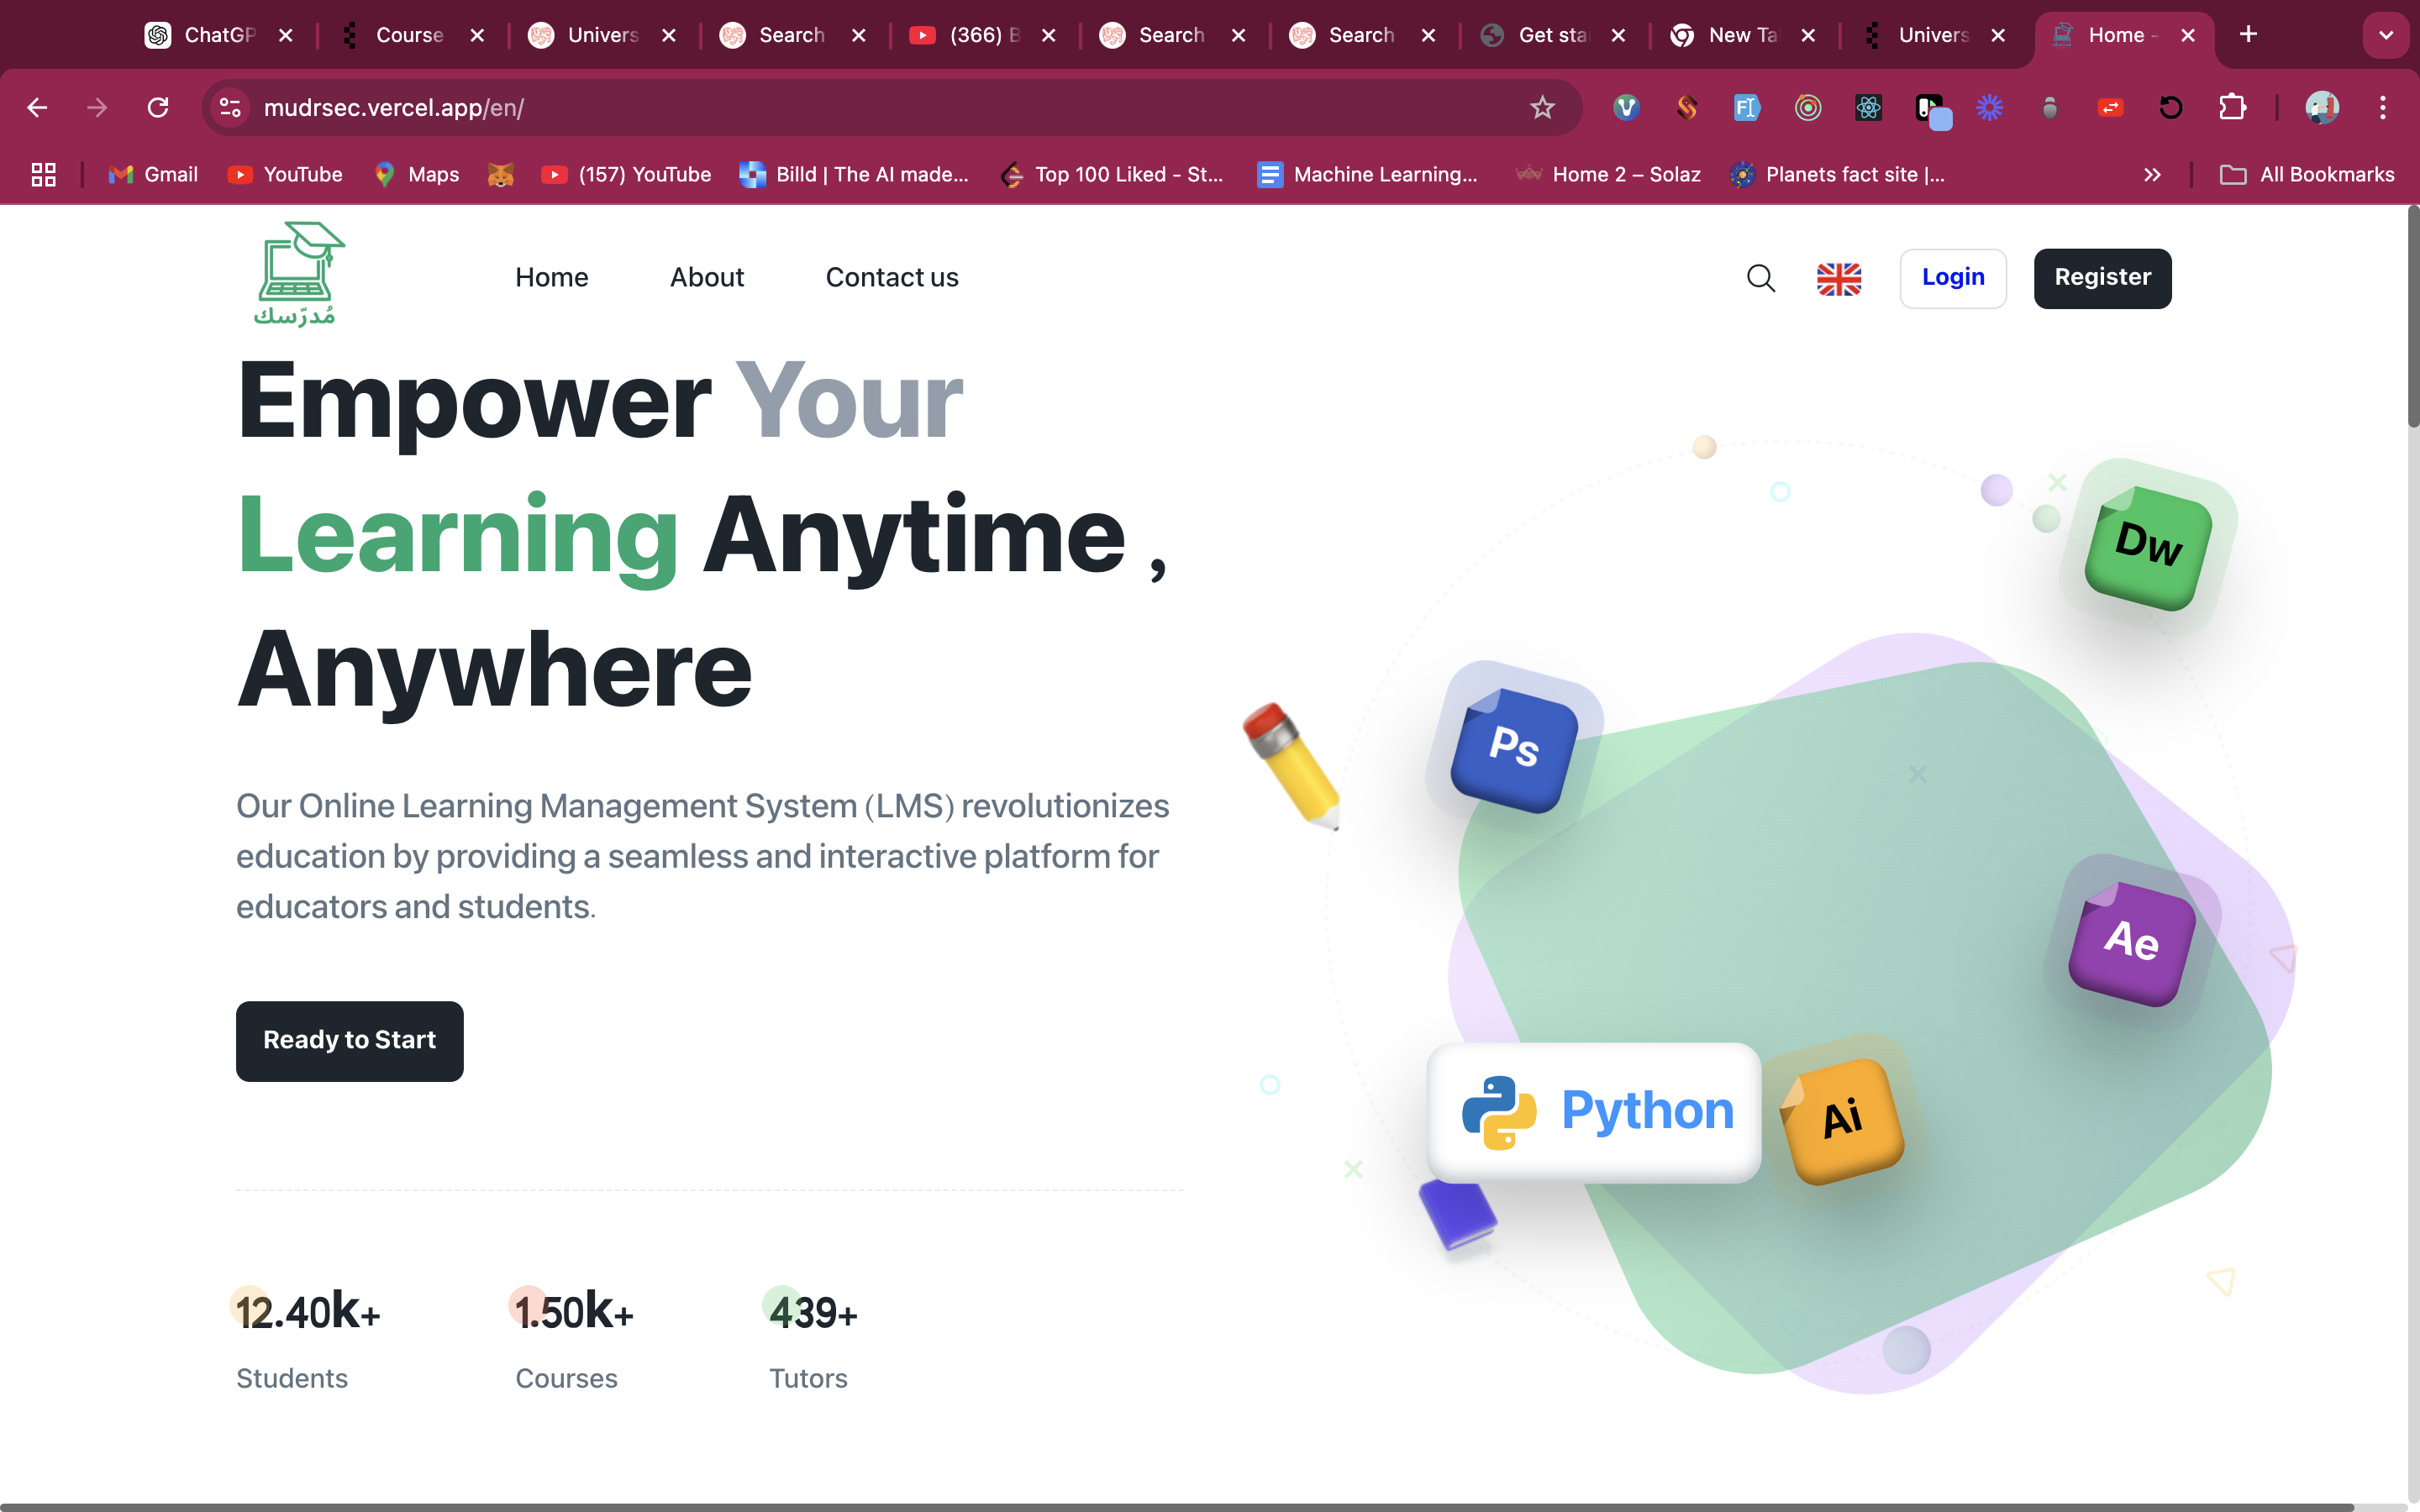 ChatGP
Course
Univers
Search
(366) B
Search
Search
Get sta
New Ta
Univers
Home -
mudrsec.vercel.app/en/
Gmail
YouTube
Maps
(157) YouTube
Billd | The AI made...
Top 100 Liked - St...
Machine Learning...
Home 2 – Solaz
Planets fact site |...
All Bookmarks
مُدرّسك
Home
About
Contact us
Login
Register
Empower Your
Learning Anytime ,
Anywhere
Our Online Learning Management System (LMS) revolutionizes
education by providing a seamless and interactive platform for
educators and students.
Ready to Start
12.40k+
Students
1.50k+
Courses
439+
Tutors
Dw
Ps
Ae
Python
Ai